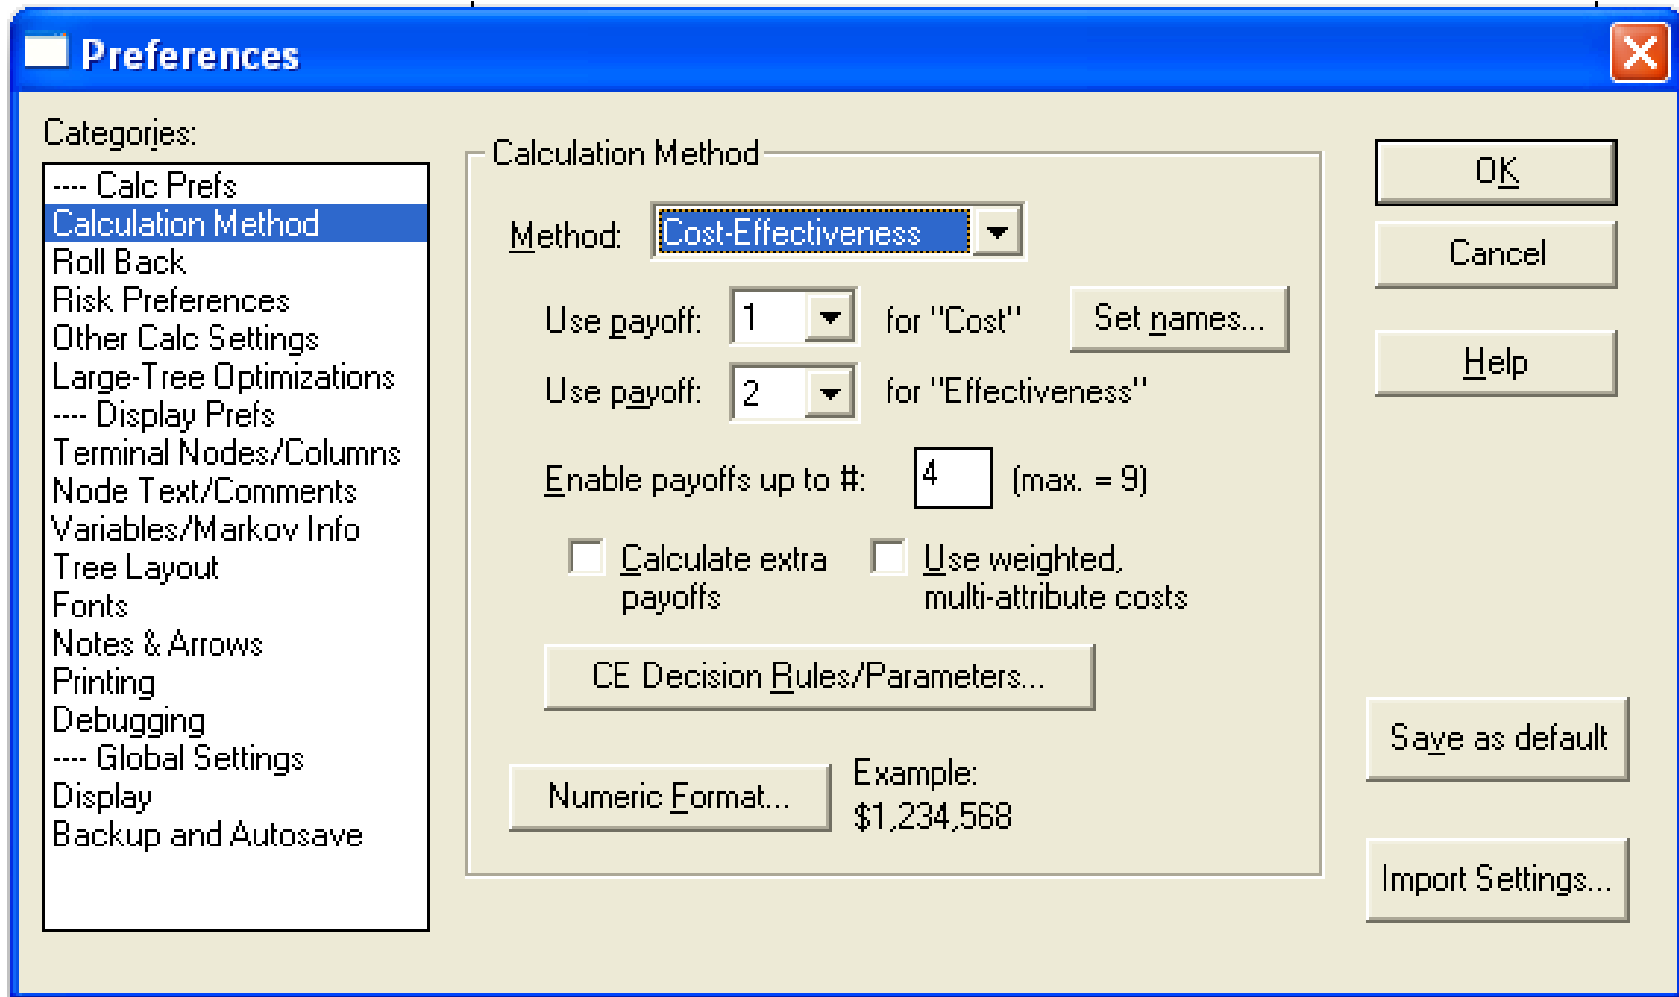 Preferences
Categories:
---- Calc Prefs
Calculation Method
Roll Back
Risk Preferences
Other Calc Settings
Large-Tree Optimizations
---- Display Prefs
Terminal Nodes/Columns
Node Text/Comments
Variables/Markov Info
Tree Layout
Fonts
Notes & Arrows
Printing
Debugging
---- Global Settings
Display
Backup and Autosave
Calculation Method
Method: Cost-Effectiveness
Use payoff: 1 for "Cost" Set names...
Use payoff: 2 for "Effectiveness"
Enable payoffs up to #: 4 (max. = 9)
Calculate extra
payoffs
Use weighted,
multi-attribute costs
CE Decision Rules/Parameters...
Numeric Format...
Example:
$1,234,568
OK
Cancel
Help
Save as default
Import Settings...